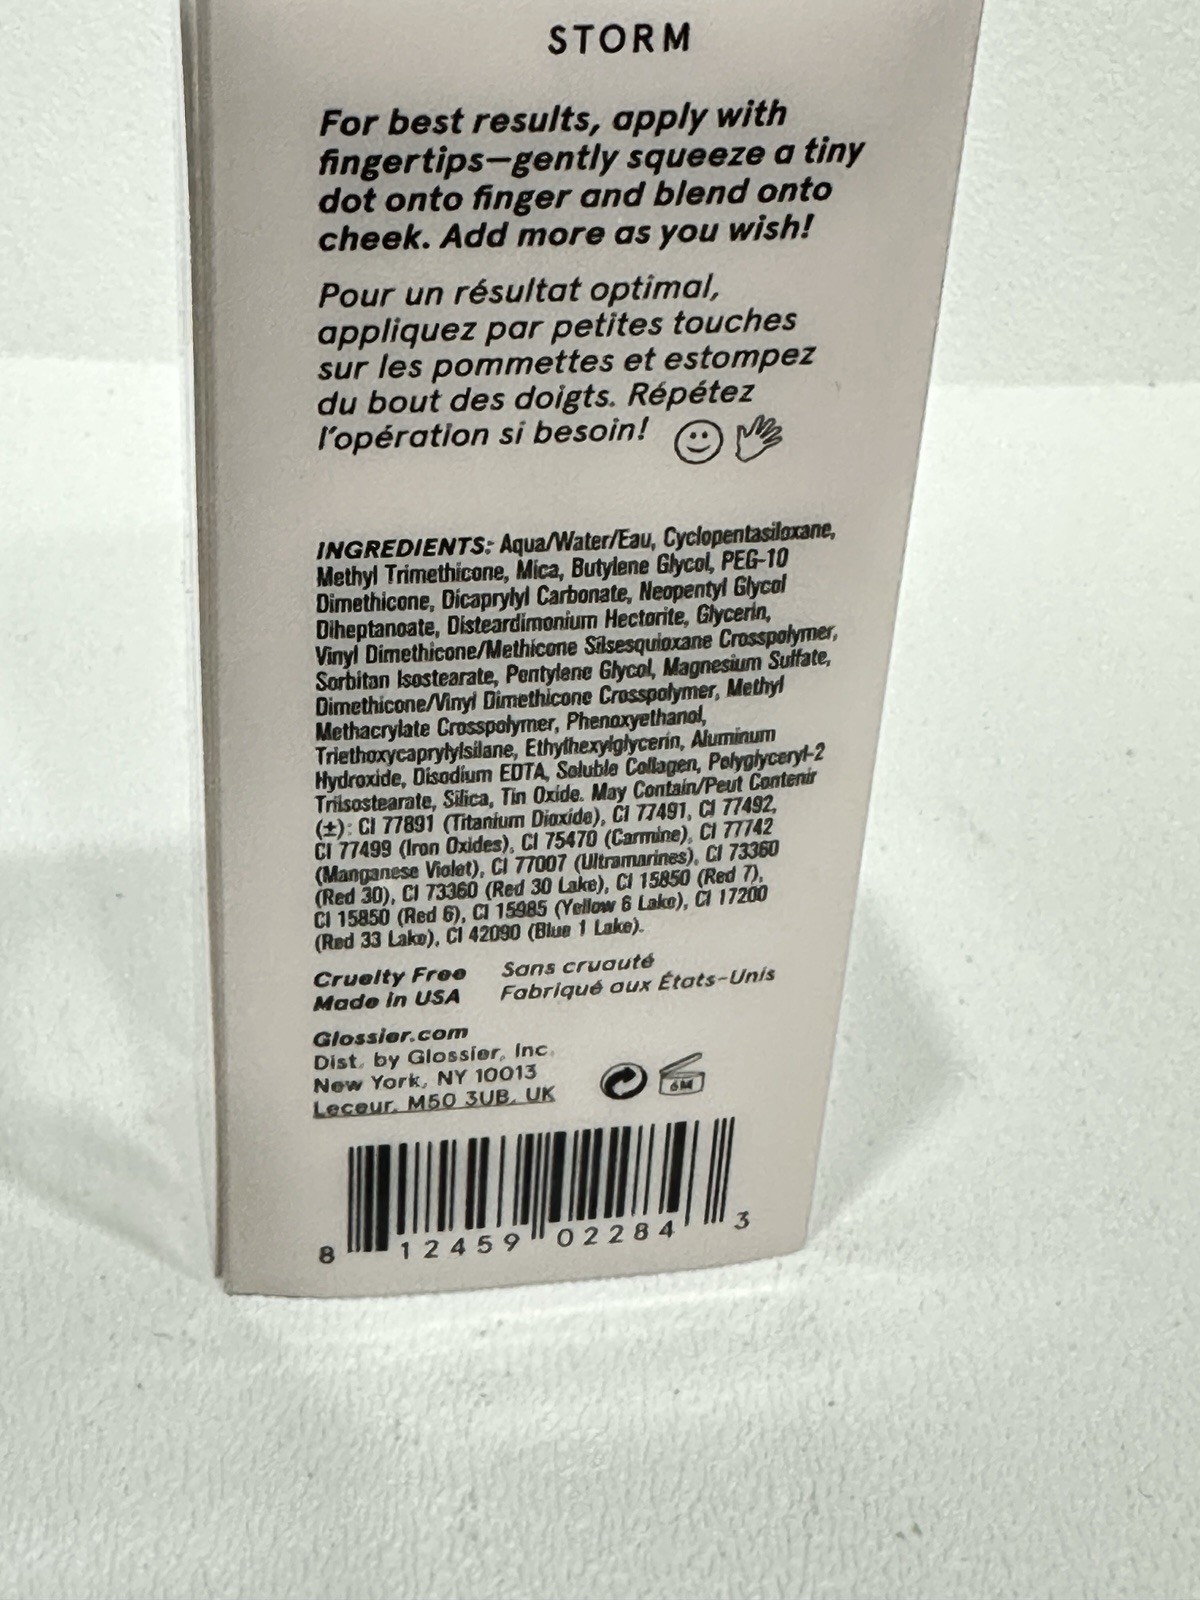 STORM
For best results, apply with
fingertips—gently squeeze a tiny
dot onto finger and blend onto
cheek. Add more as you wish!
Pour un résultat optimal,
appliquez par petites touches
sur les pommettes et estompez
du bout des doigts. Répétez
l'opération si besoin!
INGREDIENTS: Aqua/Water/Eau, Cyclopentasiloxane,
Methyl Trimethicone, Mica, Butylene Glycol, PEG-10
Dimethicone, Dicaprylyl Carbonate, Neopentyl Glycol
Diheptanoate, Disteardimonium Hectorite, Glycerin,
Vinyl Dimethicone/Methicone Silsesquioxane Crosspolymer,
Sorbitan Isostearate, Pentylene Glycol, Magnesium Sulfate,
Dimethicone/Vinyl Dimethicone Crosspolymer, Methyl
Methacrylate Crosspolymer, Phenoxyethanol,
Triethoxycaprylylsilane, Ethylhexylglycerin, Aluminum
Hydroxide, Disodium EDTA, Soluble Collagen, Polyglyceryl-2
Triisostearate, Silica, Tin Oxide. May Contain/Peut Contenir
(±): CI 77891 (Titanium Dioxide), CI 77491, CI 77492,
CI 77499 (Iron Oxides), CI 75470 (Carmine), CI 77742
(Manganese Violet), CI 77007 (Ultramarines), CI 73360
(Red 30), CI 73360 (Red 30 Lake), CI 15850 (Red 7),
CI 15850 (Red 6), CI 15985 (Yellow 6 Lake), CI 17200
(Red 33 Lake), CI 42090 (Blue 1 Lake).
Cruelty Free Sans cruauté
Made in USA Fabriqué aux États-Unis
Glossier.com
Dist. by Glossier, Inc.
New York, NY 10013
Leceur, M50 3UB, UK
6M
8 12459 02284 3